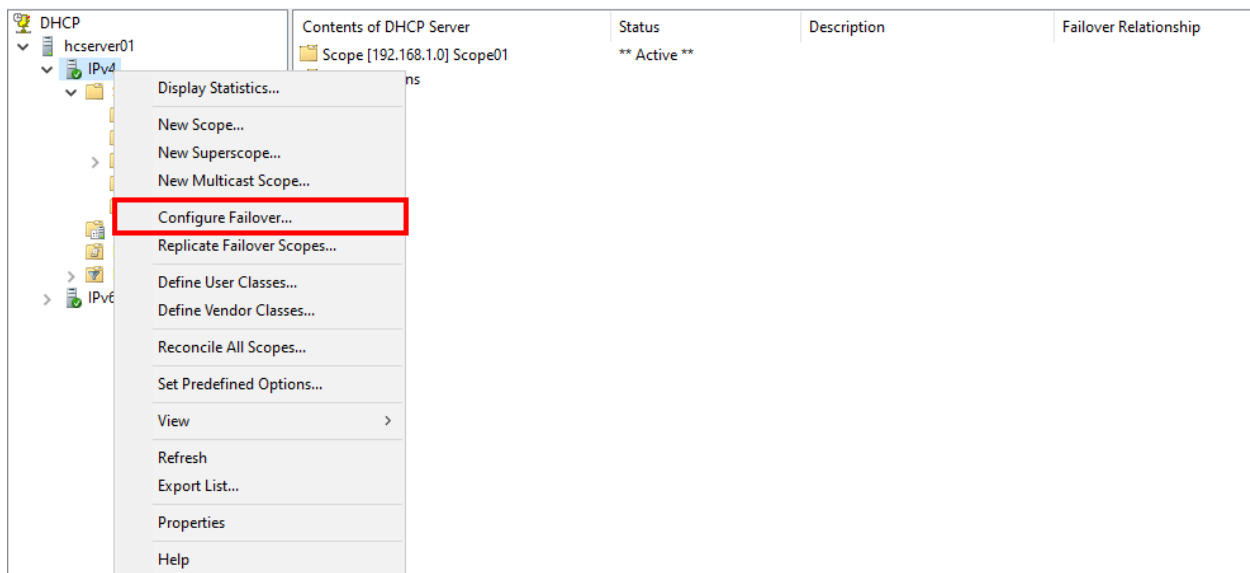 DHCP
hcserver01
IPv4
IPv6
Contents of DHCP Server Status Description Failover Relationship
Scope [192.168.1.0] Scope01 ** Active **
ns
Display Statistics...
New Scope...
New Superscope...
New Multicast Scope...
Configure Failover...
Replicate Failover Scopes...
Define User Classes...
Define Vendor Classes...
Reconcile All Scopes...
Set Predefined Options...
View
Refresh
Export List...
Properties
Help